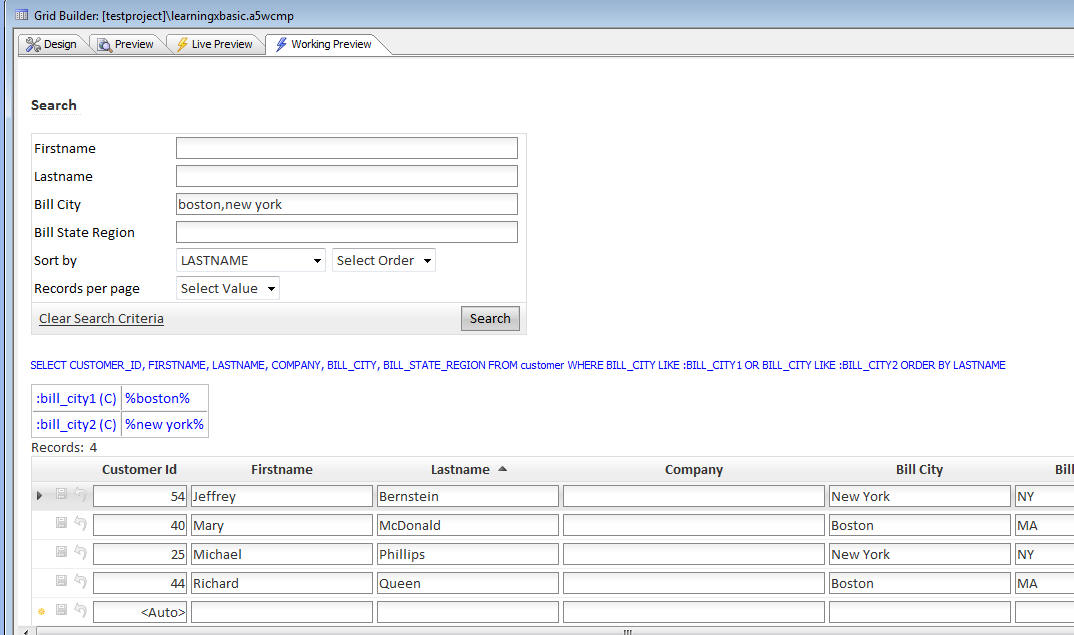 Grid Builder: [testproject]\learningxbasic.a5wcmp
Design Preview Live Preview Working Preview
Search
Firstname
Lastname
Bill City boston,new york
Bill State Region
Sort by LASTNAME Select Order
Records per page Select Value
Clear Search Criteria Search
SELECT CUSTOMER_ID, FIRSTNAME, LASTNAME, COMPANY, BILL_CITY, BILL_STATE_REGION FROM customer WHERE BILL_CITY LIKE :BILL_CITY1 OR BILL_CITY LIKE :BILL_CITY2 ORDER BY LASTNAME
:bill_city1 (C) %boston%
:bill_city2 (C) %new york%
Records: 4
Customer Id Firstname Lastname Company Bill City Bill
54 Jeffrey Bernstein New York NY
40 Mary McDonald Boston MA
25 Michael Phillips New York NY
44 Richard Queen Boston MA
<Auto>